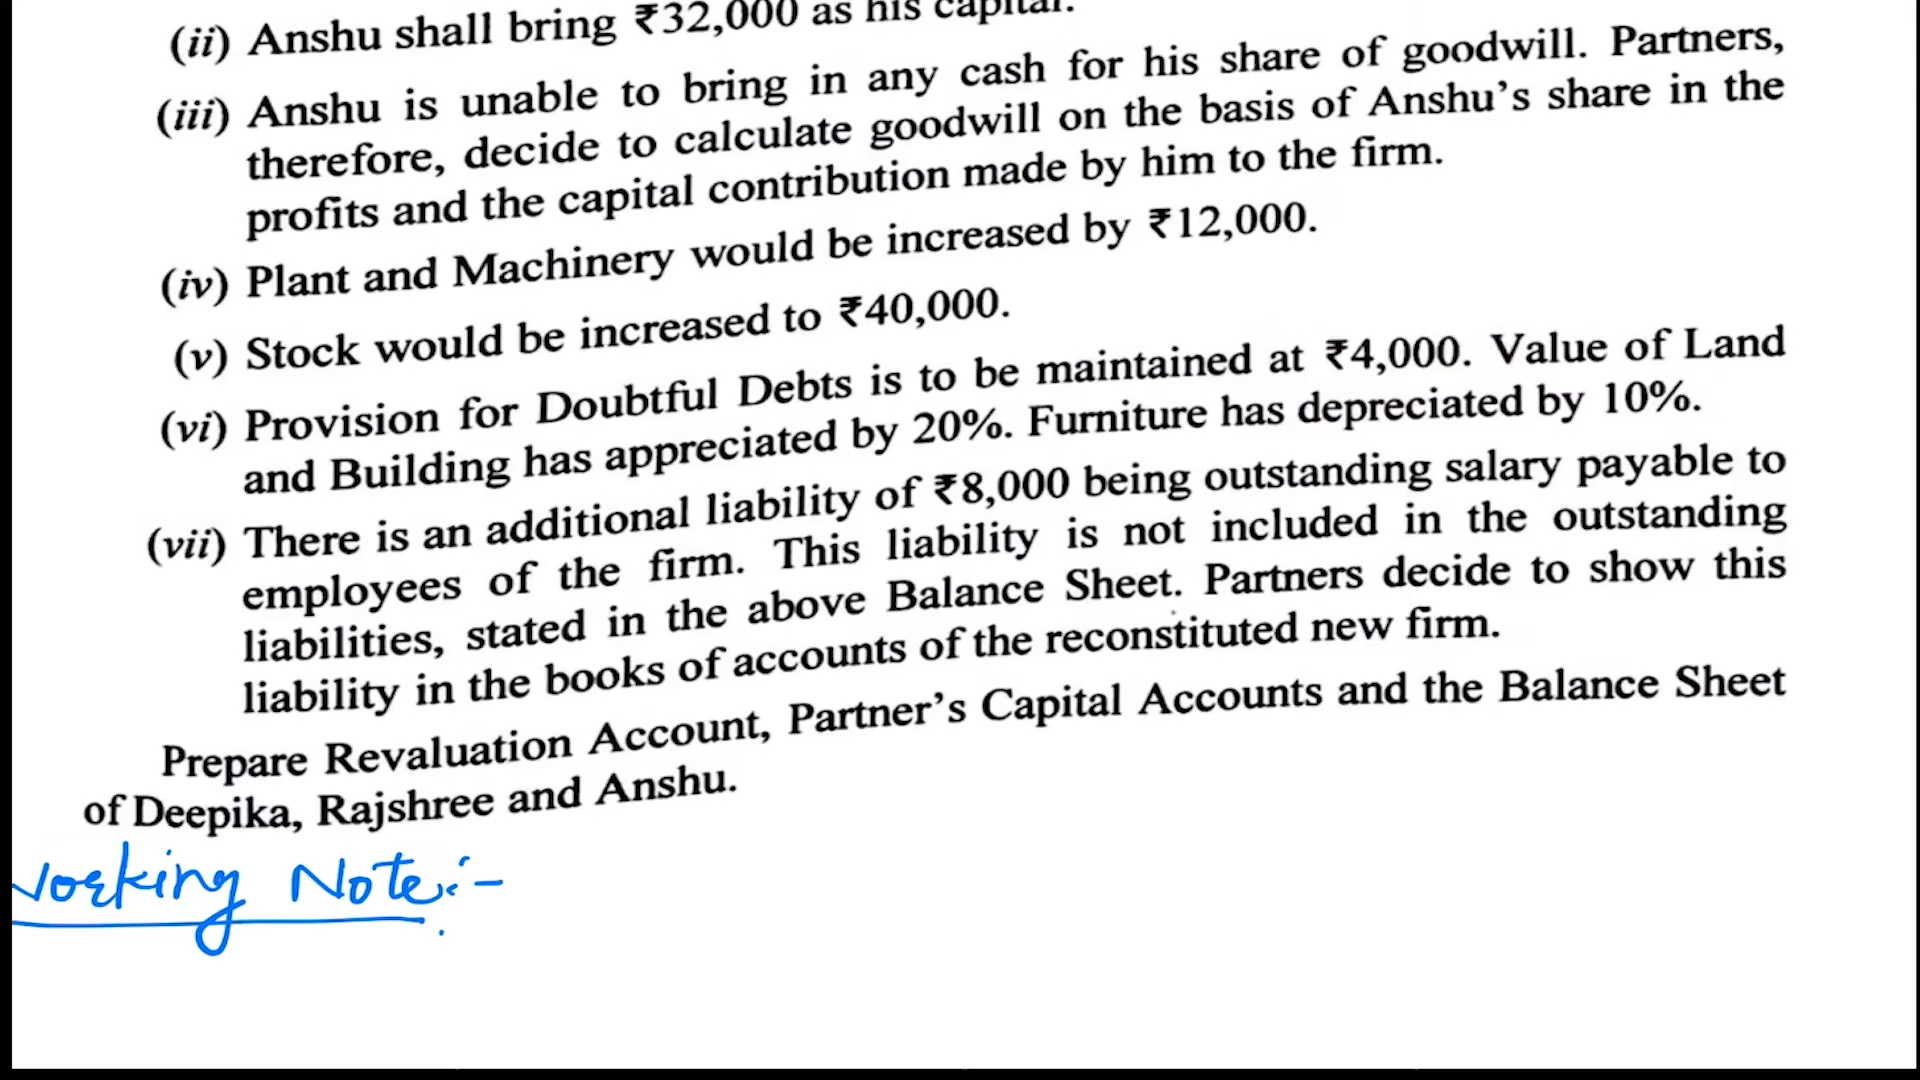 (ii) Anshu shall bring ₹32,000 as his capital.
(iii) Anshu is unable to bring in any cash for his share of goodwill. Partners,
therefore, decide to calculate goodwill on the basis of Anshu's share in the
profits and the capital contribution made by him to the firm.
(iv) Plant and Machinery would be increased by ₹12,000.
(v) Stock would be increased to ₹40,000.
(vi) Provision for Doubtful Debts is to be maintained at ₹4,000. Value of Land
and Building has appreciated by 20%. Furniture has depreciated by 10%.
(vii) There is an additional liability of ₹8,000 being outstanding salary payable to
employees of the firm. This liability is not included in the outstanding
liabilities, stated in the above Balance Sheet. Partners decide to show this
liability in the books of accounts of the reconstituted new firm.
Prepare Revaluation Account, Partner's Capital Accounts and the Balance Sheet
of Deepika, Rajshree and Anshu.
Working Note:-